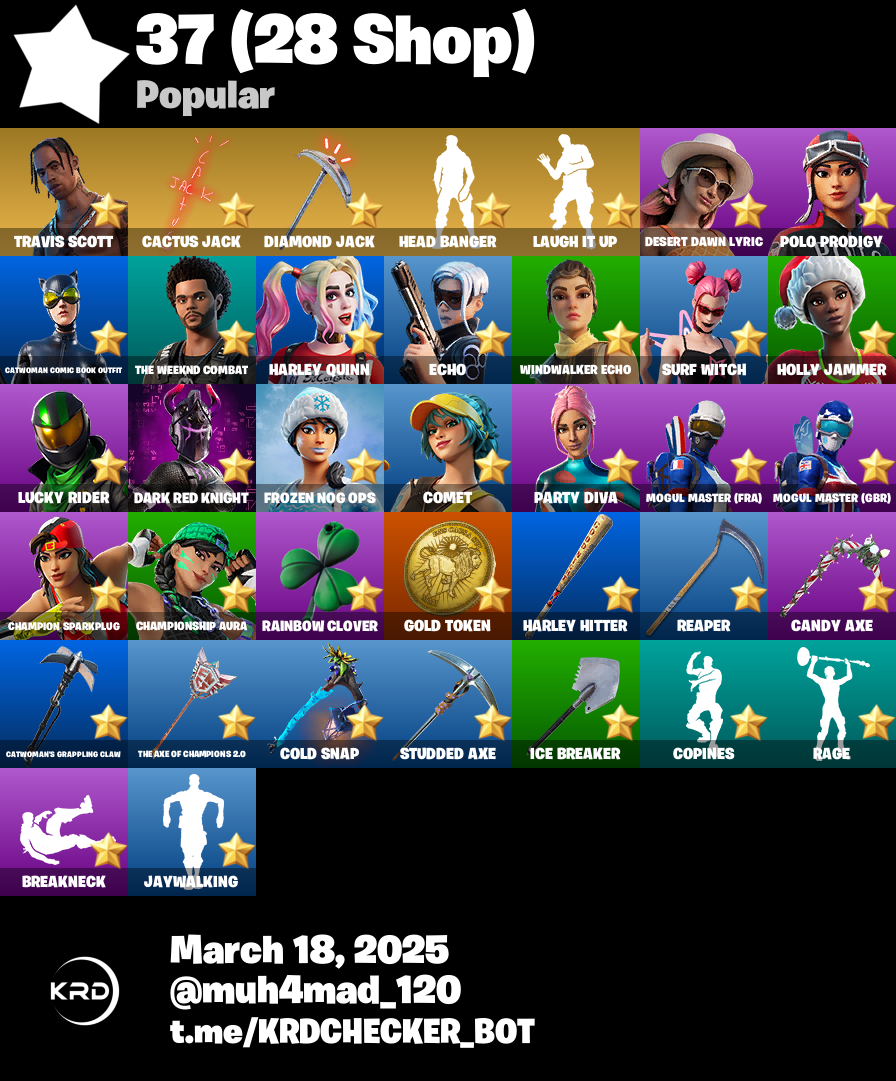 37 (28 Shop)
Popular
TRAVIS SCOTT
CACTUS JACK
DIAMOND JACK
HEAD BANGER
LAUGH IT UP
DESERT DAWN LYRIC
POLO PRODIGY
CATWOMAN COMIC BOOK OUTFIT
THE WEEKND COMBAT
HARLEY QUINN
ECHO
WINDWALKER ECHO
SURF WITCH
HOLLY JAMMER
LUCKY RIDER
DARK RED KNIGHT
FROZEN NOG OPS
COMET
PARTY DIVA
MOGUL MASTER (FRA)
MOGUL MASTER (GBR)
CHAMPION SPARKPLUG
CHAMPIONSHIP AURA
RAINBOW CLOVER
GOLD TOKEN
HARLEY HITTER
REAPER
CANDY AXE
CATWOMAN'S GRAPPLING CLAW
THE AXE OF CHAMPIONS 2.0
COLD SNAP
STUDDED AXE
ICE BREAKER
COPINES
RAGE
BREAKNECK
JAYWALKING
March 18, 2025
KRD
@muh4mad_120
t.me/KRDCHECKER_BOT